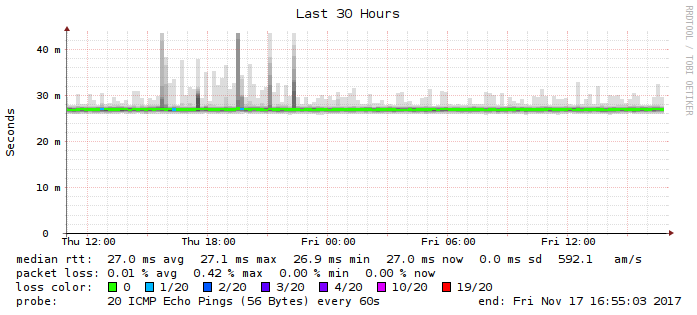 Last 30 Hours
RRDTOOL / TOBI OETIKER
Seconds
40 m
30 m
20 m
10 m
0
Thu 12:00 Thu 18:00 Fri 00:00 Fri 06:00 Fri 12:00
median rtt: 27.0 ms avg 27.1 ms max 26.9 ms min 27.0 ms now 0.0 ms sd 592.1 am/s
packet loss: 0.01 % avg 0.42 % max 0.00 % min 0.00 % now
loss color: 0 1/20 2/20 3/20 4/20 10/20 19/20
probe: 20 ICMP Echo Pings (56 Bytes) every 60s end: Fri Nov 17 16:55:03 2017